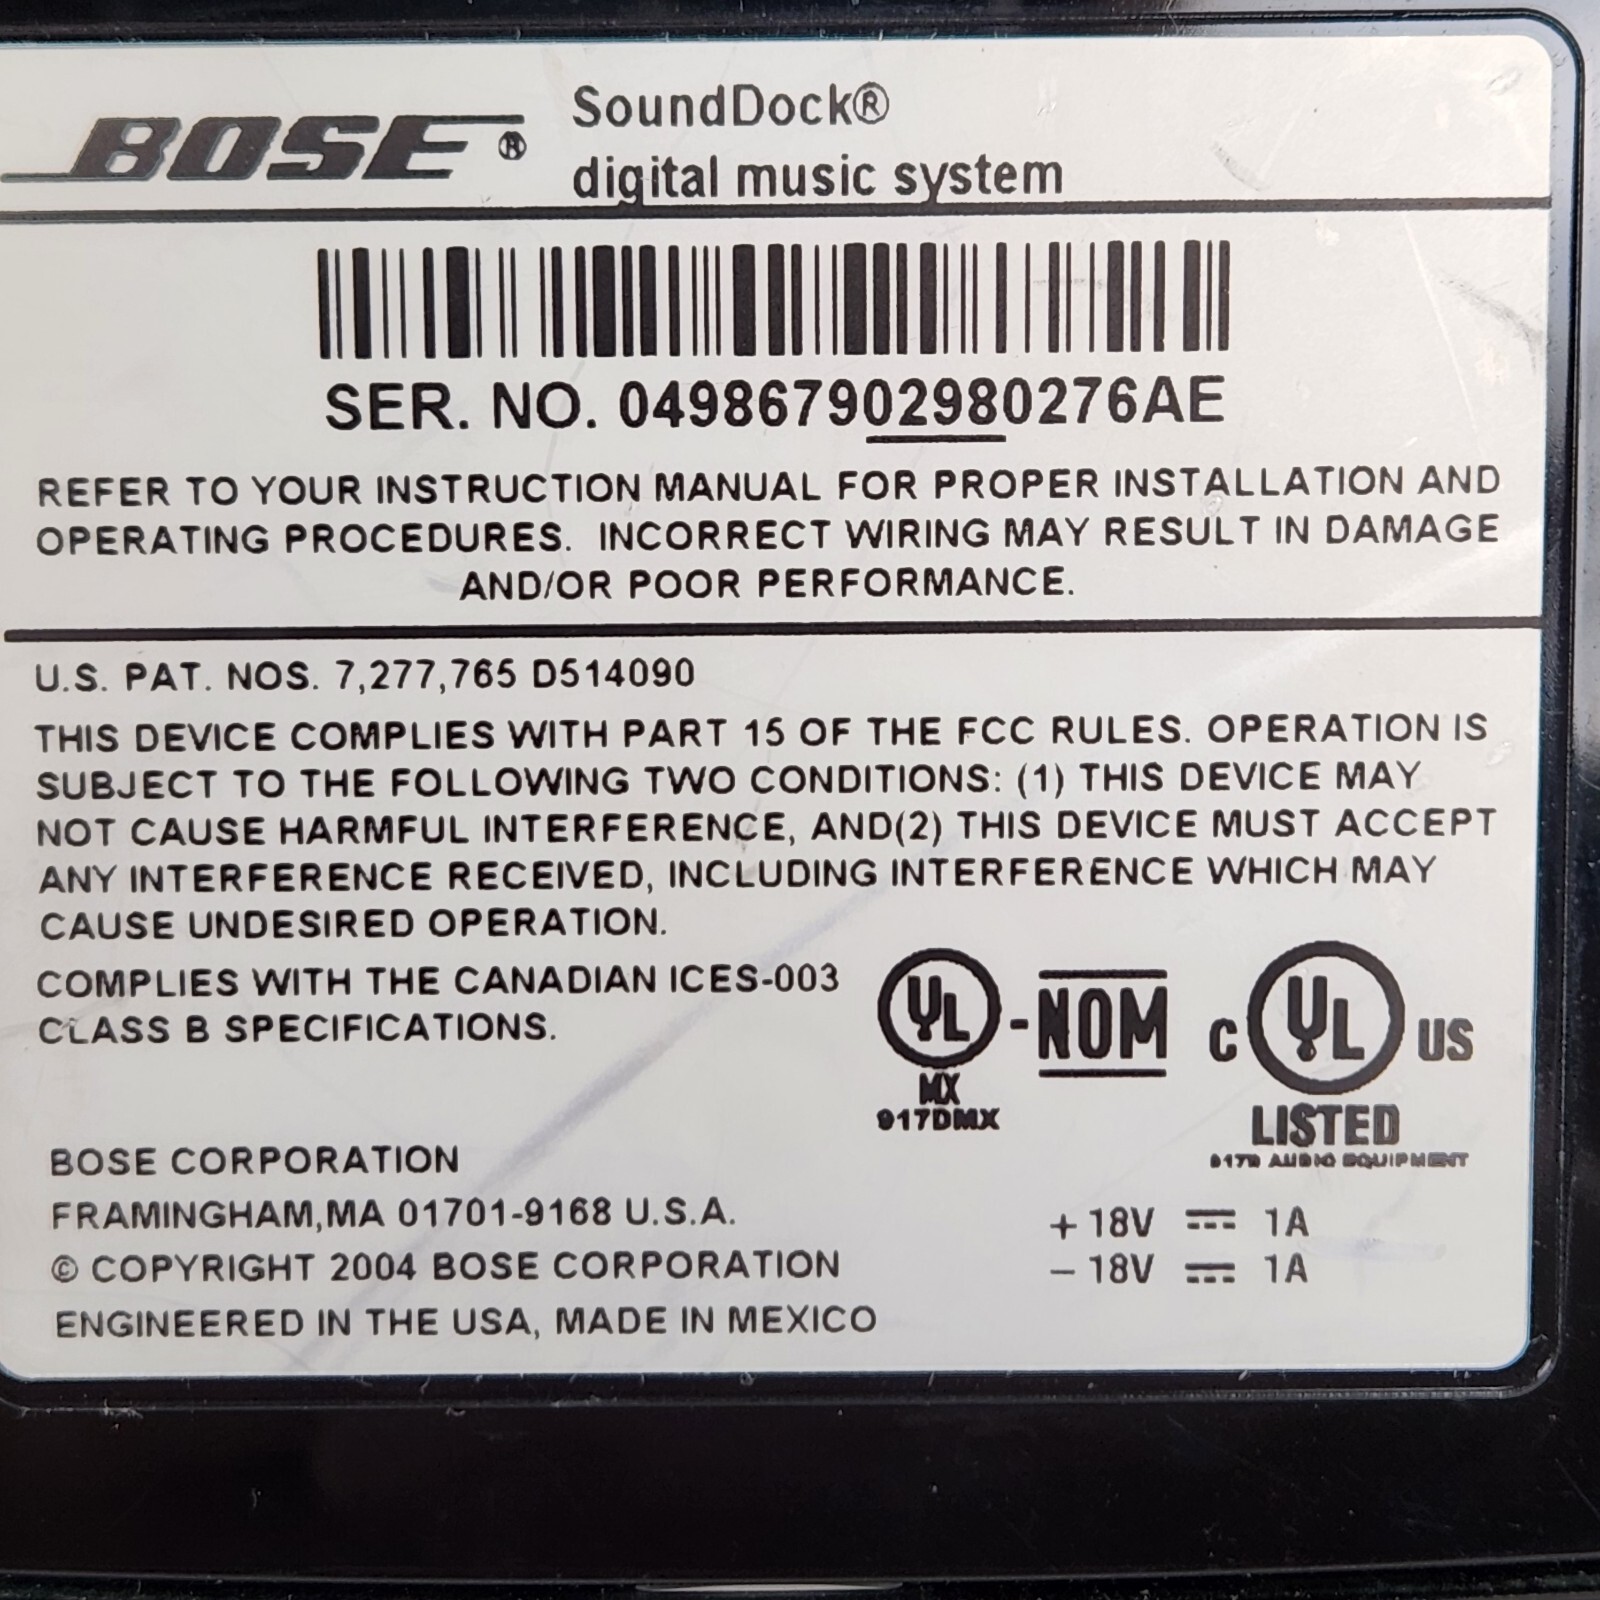 BOSE®
SoundDock®
digital music system
SER. NO. 049867902980276AE
REFER TO YOUR INSTRUCTION MANUAL FOR PROPER INSTALLATION AND
OPERATING PROCEDURES. INCORRECT WIRING MAY RESULT IN DAMAGE
AND/OR POOR PERFORMANCE.
U.S. PAT. NOS. 7,277,765 D514090
THIS DEVICE COMPLIES WITH PART 15 OF THE FCC RULES. OPERATION IS
SUBJECT TO THE FOLLOWING TWO CONDITIONS: (1) THIS DEVICE MAY
NOT CAUSE HARMFUL INTERFERENCE, AND(2) THIS DEVICE MUST ACCEPT
ANY INTERFERENCE RECEIVED, INCLUDING INTERFERENCE WHICH MAY
CAUSE UNDESIRED OPERATION.
COMPLIES WITH THE CANADIAN ICES-003
CLASS B SPECIFICATIONS.
UL -NOM
MX
917DMX
C UL US
LISTED
917D AUDIO EQUIPMENT
BOSE CORPORATION
FRAMINGHAM,MA 01701-9168 U.S.A.
© COPYRIGHT 2004 BOSE CORPORATION
ENGINEERED IN THE USA, MADE IN MEXICO
+ 18V ⎓ 1A
– 18V ⎓ 1A